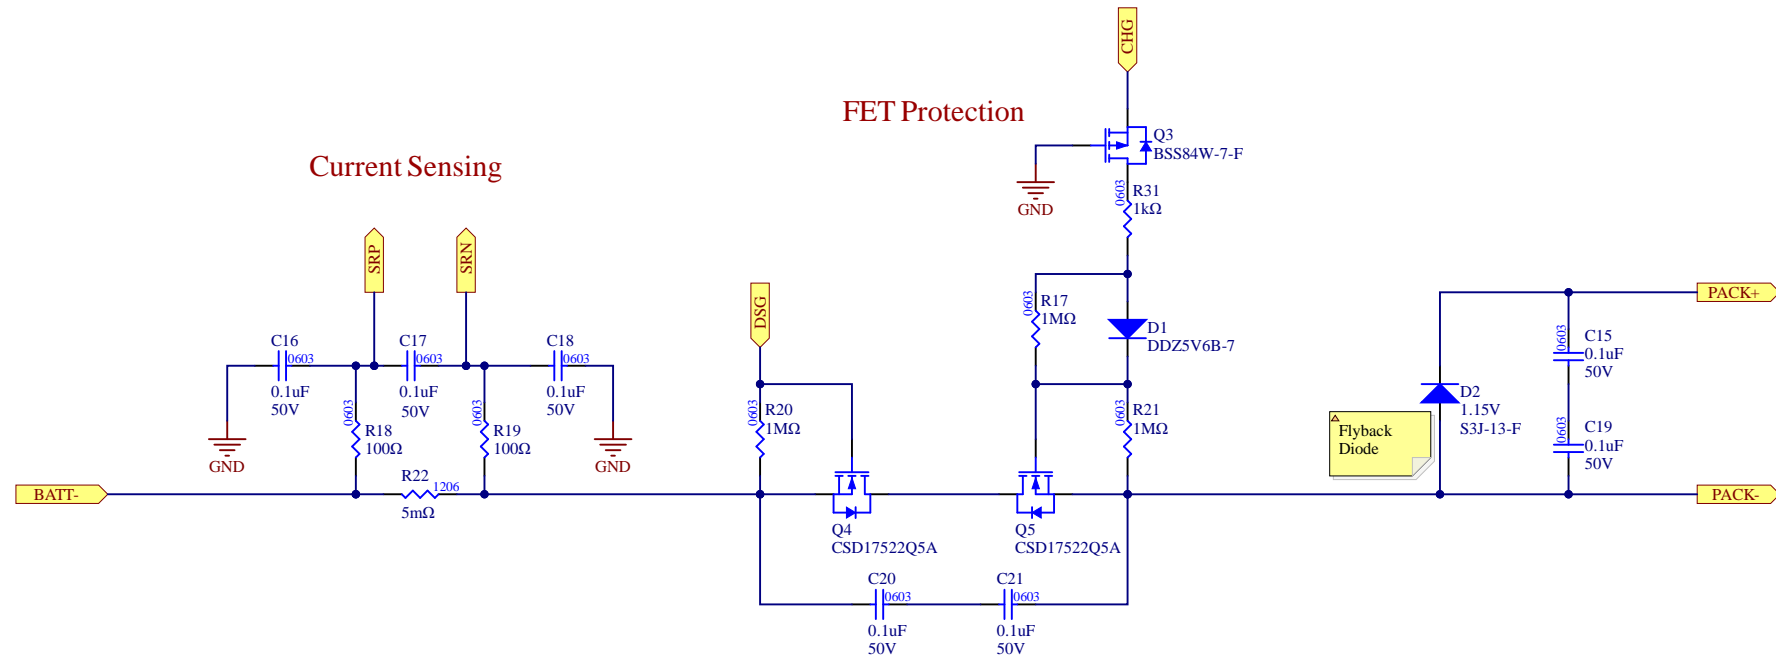 CHG
FET Protection
Q3
BSS84W-7-F
Current Sensing
GND
0603
R31
1kΩ
SRP
SRN
DSG
0603
R17
1MΩ
D1
DDZ5V6B-7
PACK+
C16
0603
0.1uF
50V
C17
0603
0.1uF
50V
C18
0603
0.1uF
50V
0603
C15
0.1uF
50V
D2
1.15V
S3J-13-F
Flyback
Diode
0603
C19
0.1uF
50V
GND
0603
R18
100Ω
0603
R19
100Ω
GND
0603
R20
1MΩ
0603
R21
1MΩ
BATT-
R22
1206
5mΩ
PACK-
Q4
CSD17522Q5A
Q5
CSD17522Q5A
C20
0603
0.1uF
50V
C21
0603
0.1uF
50V